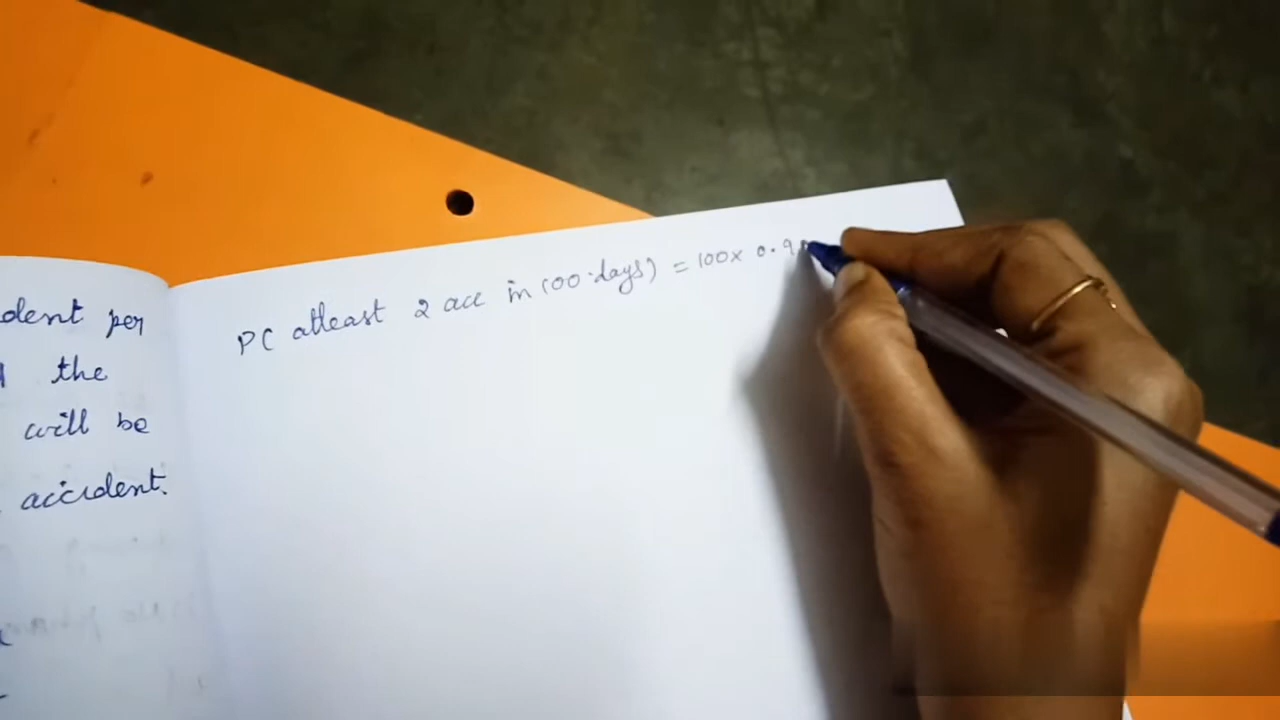 dent per
the
will be
accident.
P( atleast 2 acc in 100 days) = 100x 0.9